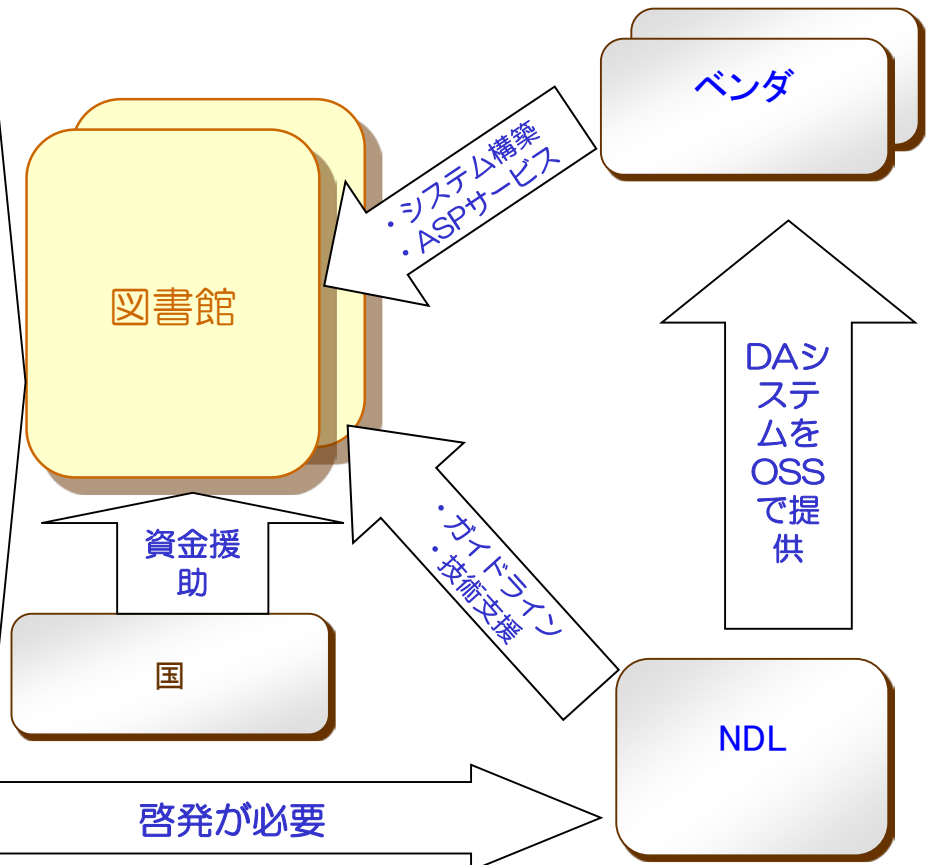 ベンダ
・システム構築
・ASPサービス
図書館
DAシ
ステ
ムを
OSS
で提
供
・ガイドライン
・技術支援
資金援
助
国
NDL
啓発が必要